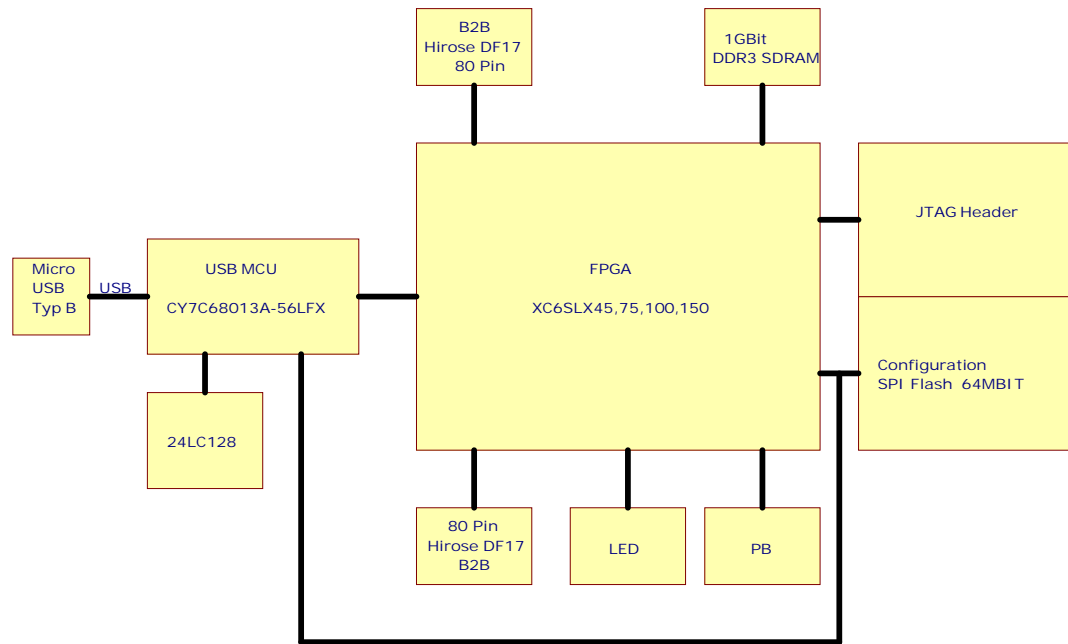 B2B
Hirose DF17
80 Pin
1GBit
DDR3 SDRAM
JTAG Header
Micro
USB
Typ B
USB
USB MCU
CY7C68013A-56LFX
FPGA
XC6SLX45,75,100,150
Configuration
SPI Flash 64MBIT
24LC128
80 Pin
Hirose DF17
B2B
LED
PB